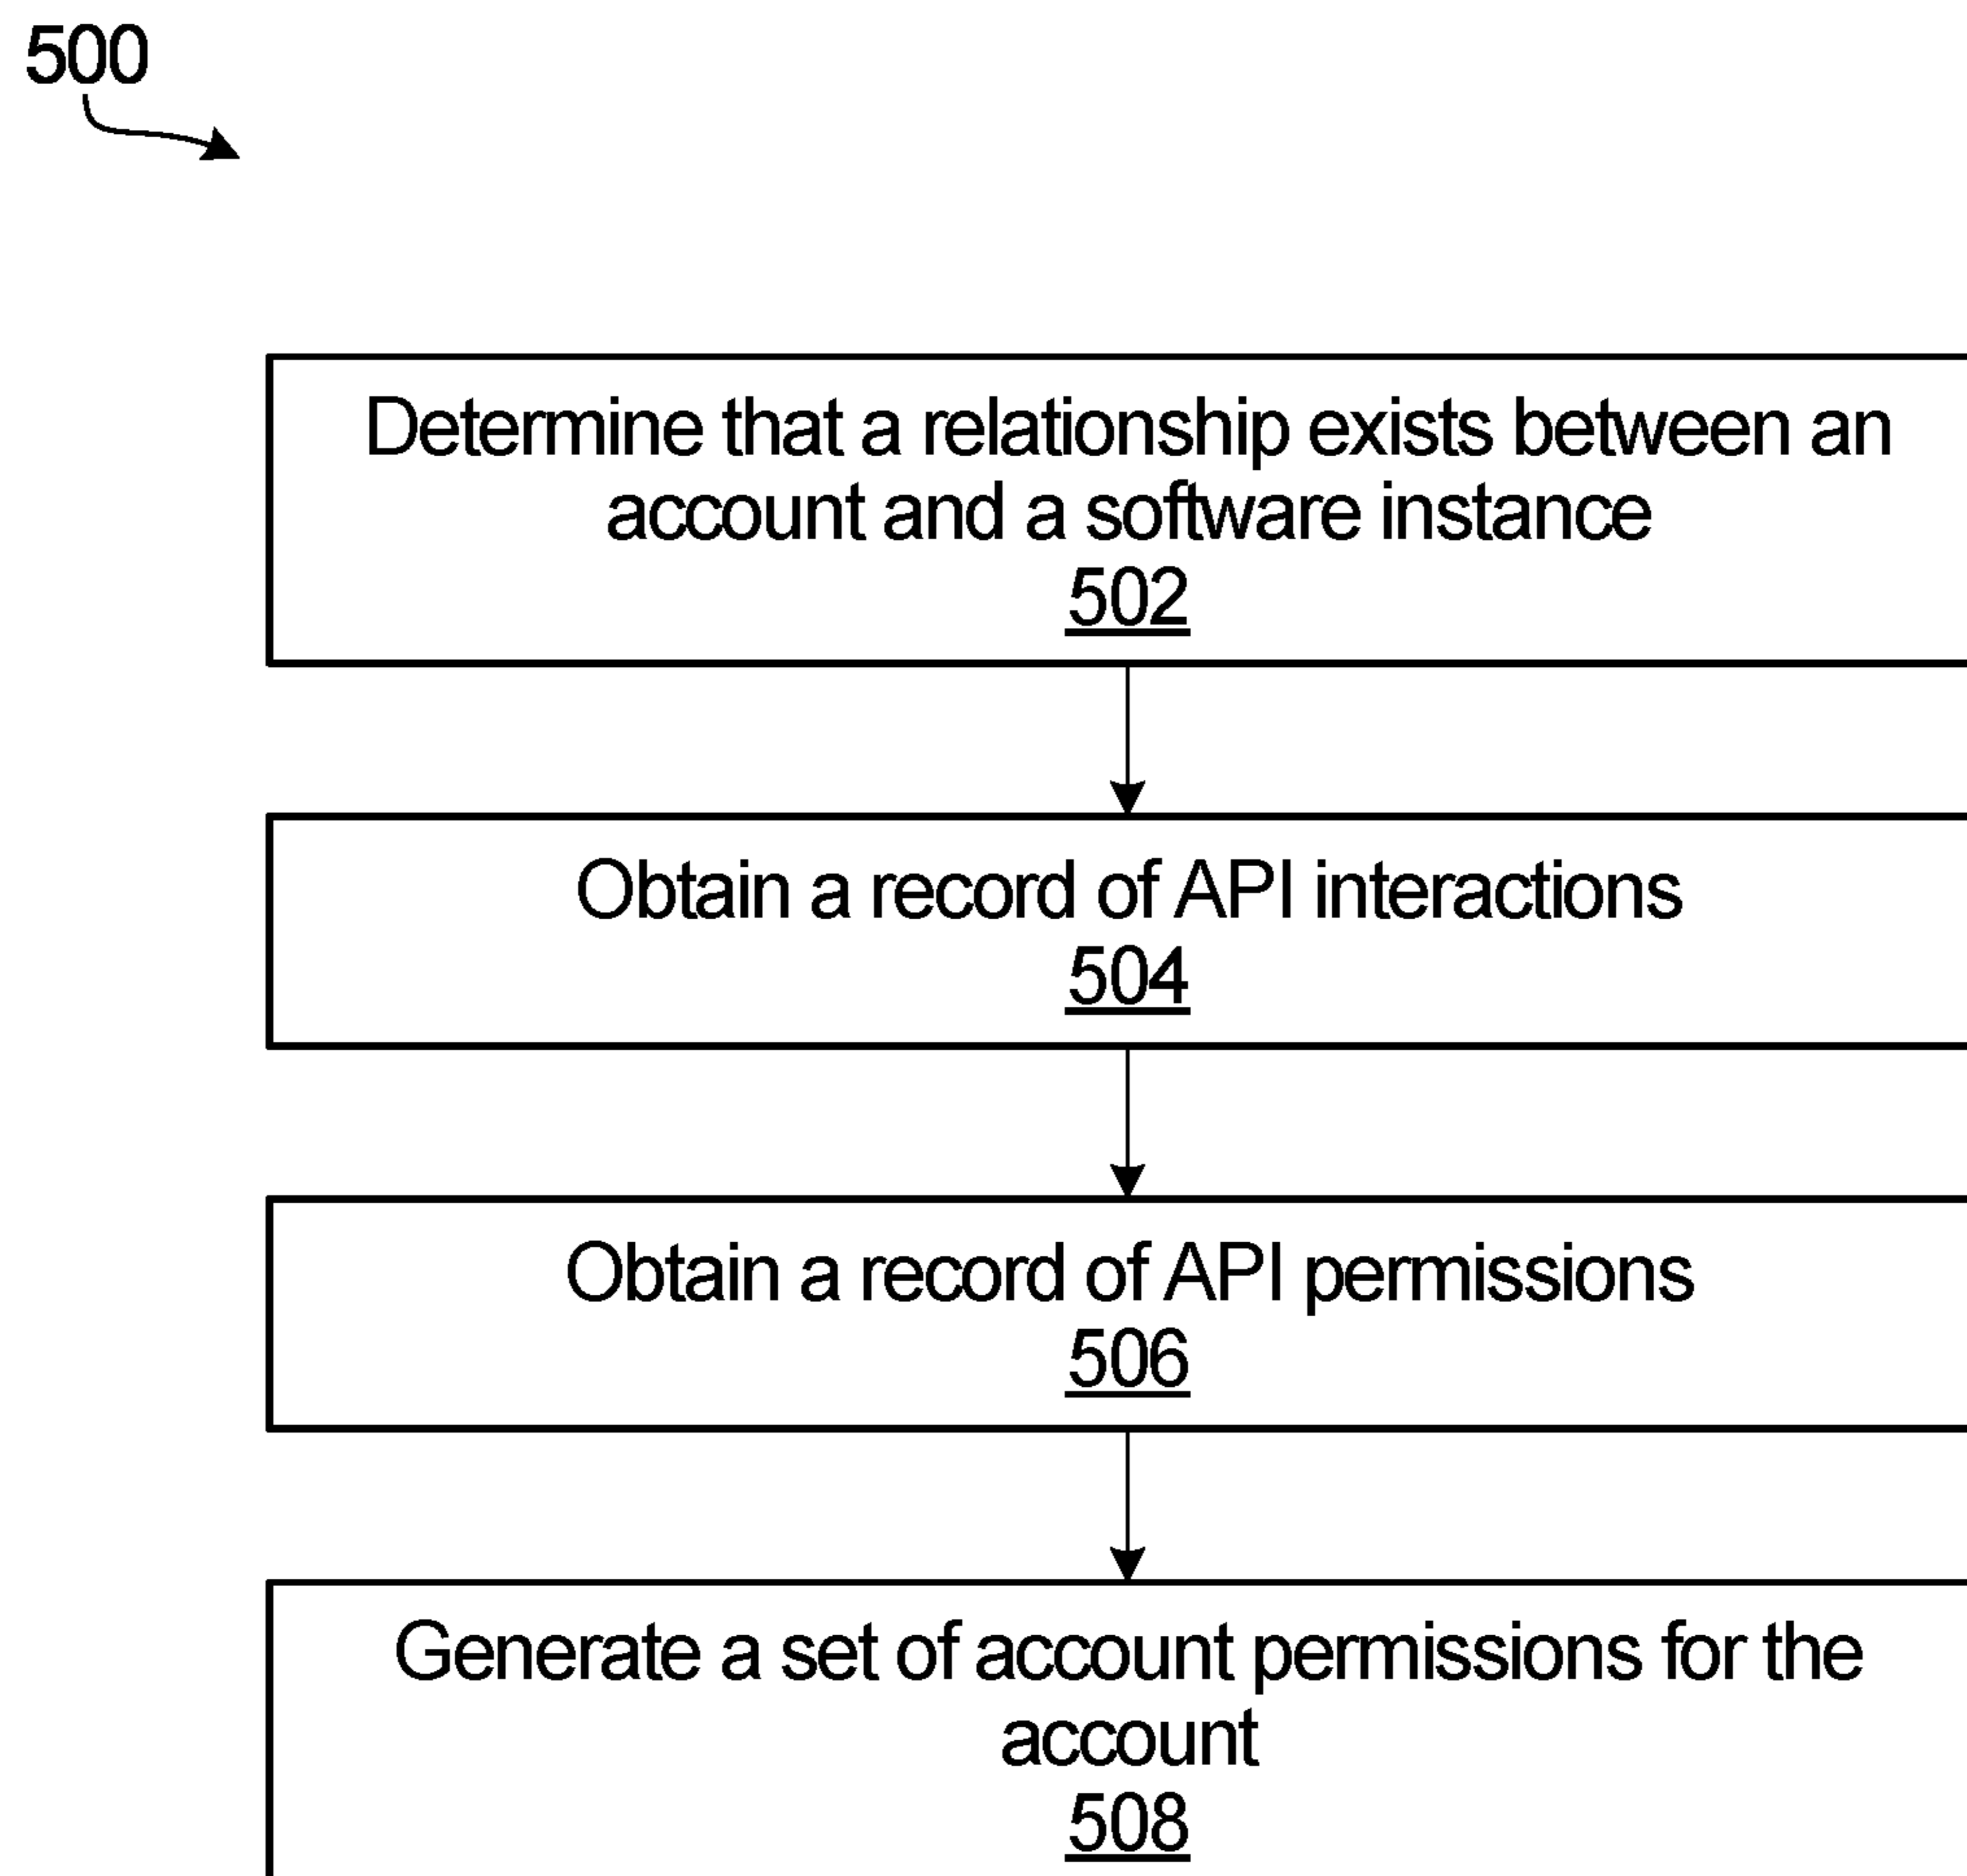 500
Determine that a relationship exists between an
account and a software instance
502
Obtain a record of API interactions
504
Obtain a record of API permissions
506
Generate a set of account permissions for the
account
508